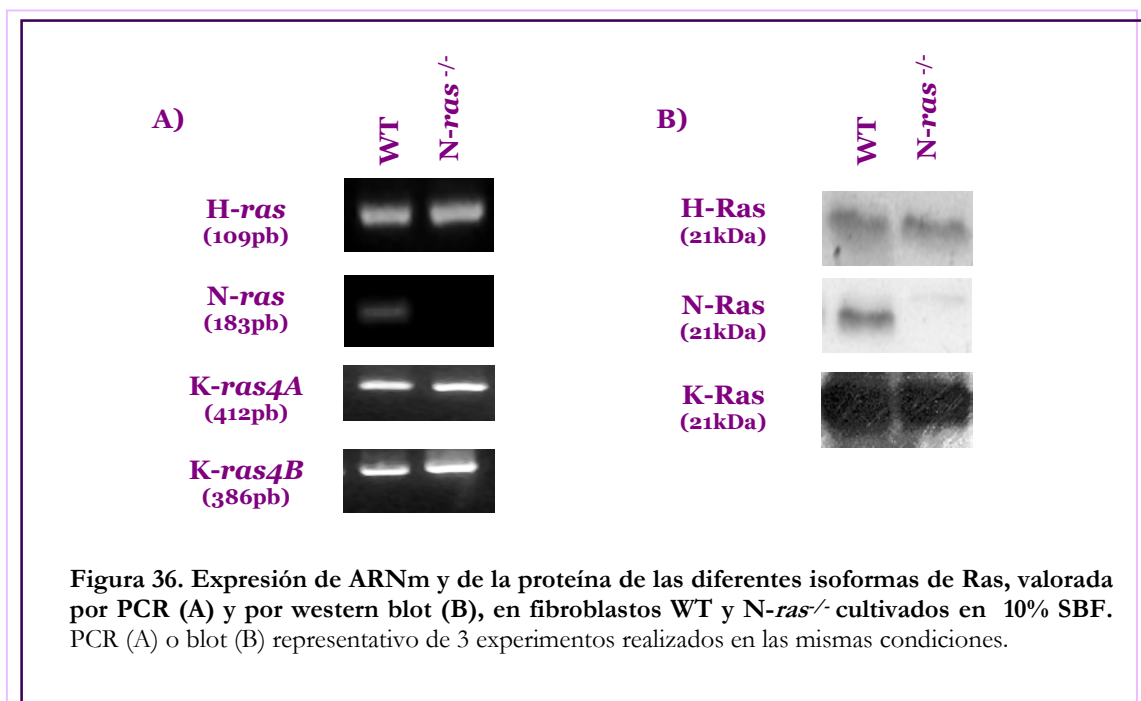 A)
WT
N-ras -/-
H-ras
(109pb)
N-ras
(183pb)
K-ras4A
(412pb)
K-ras4B
(386pb)
B)
WT
N-ras -/-
H-Ras
(21kDa)
N-Ras
(21kDa)
K-Ras
(21kDa)
Figura 36. Expresión de ARNm y de la proteína de las diferentes isoformas de Ras, valorada
por PCR (A) y por western blot (B), en fibroblastos WT y N-ras-/- cultivados en 10% SBF.
PCR (A) o blot (B) representativo de 3 experimentos realizados en las mismas condiciones.